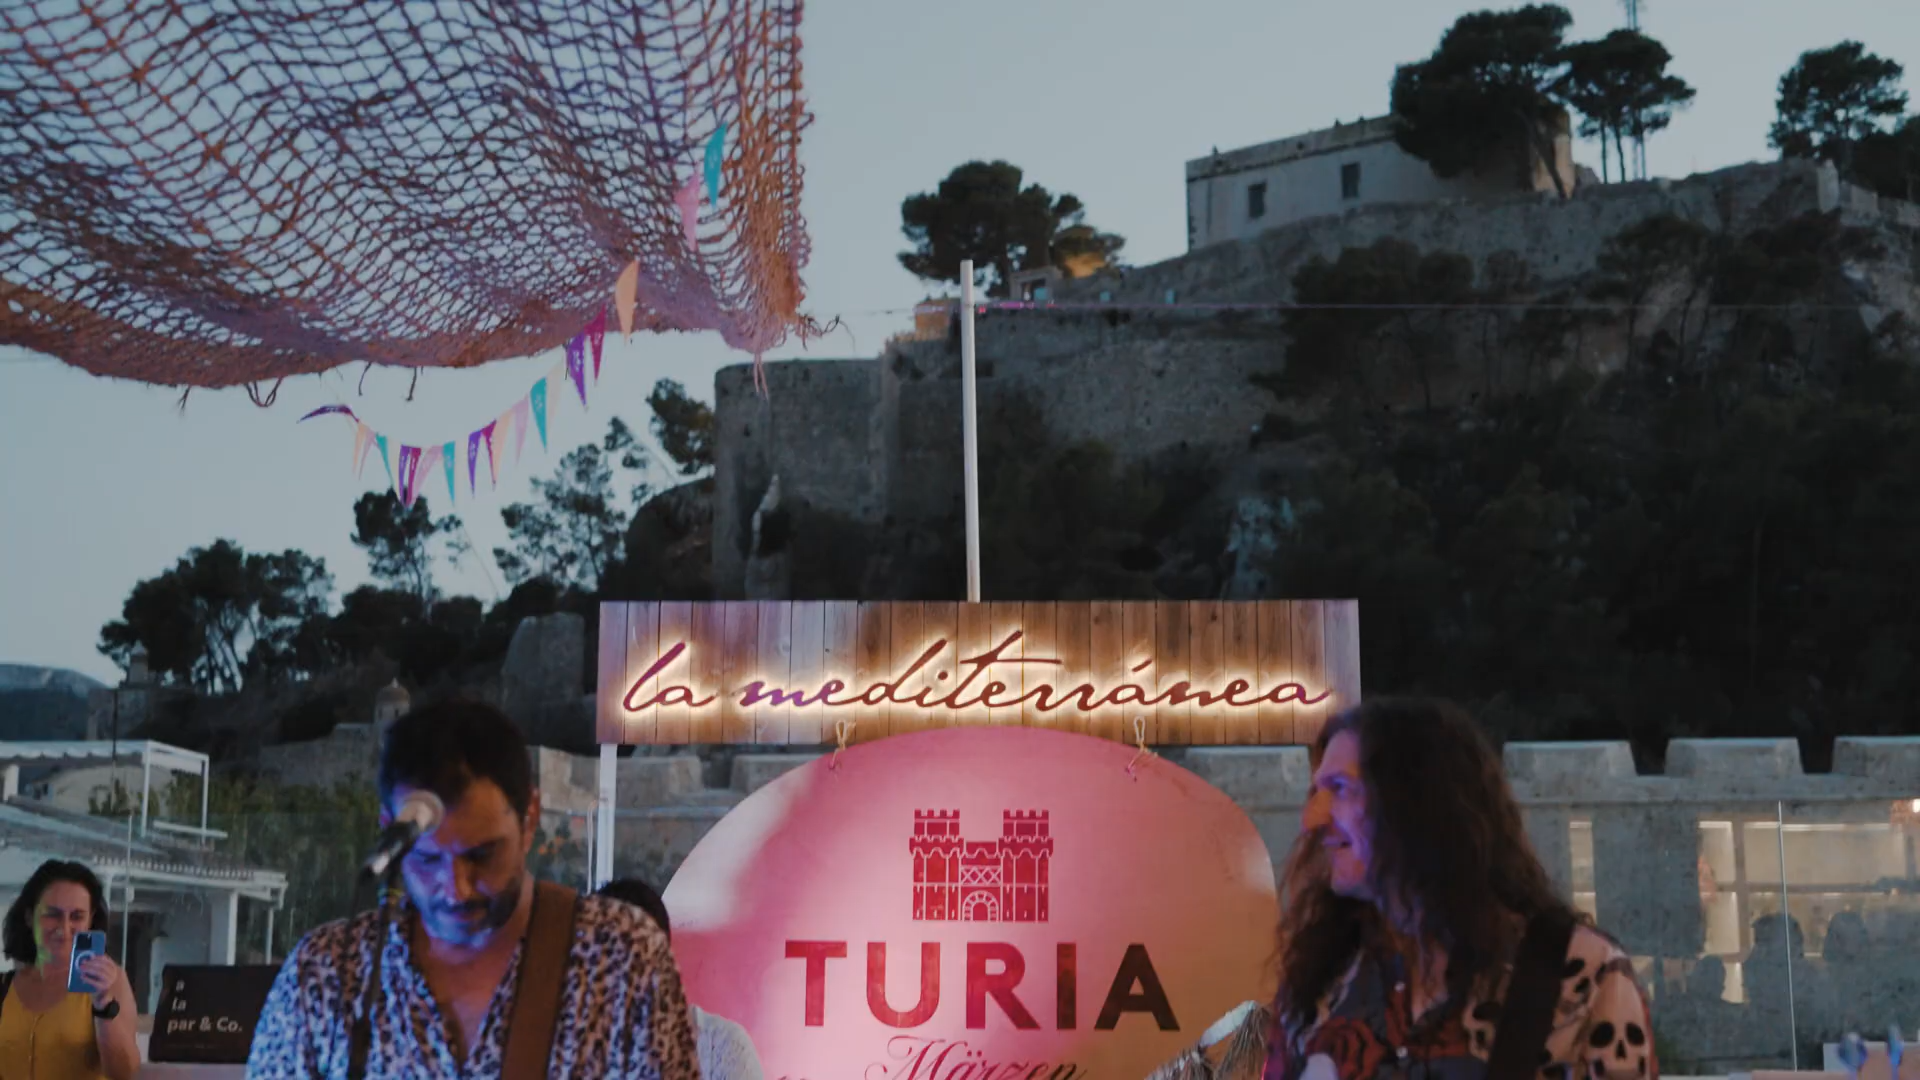 la mediterránea
TURIA
Märzen
a
La
par & Co.